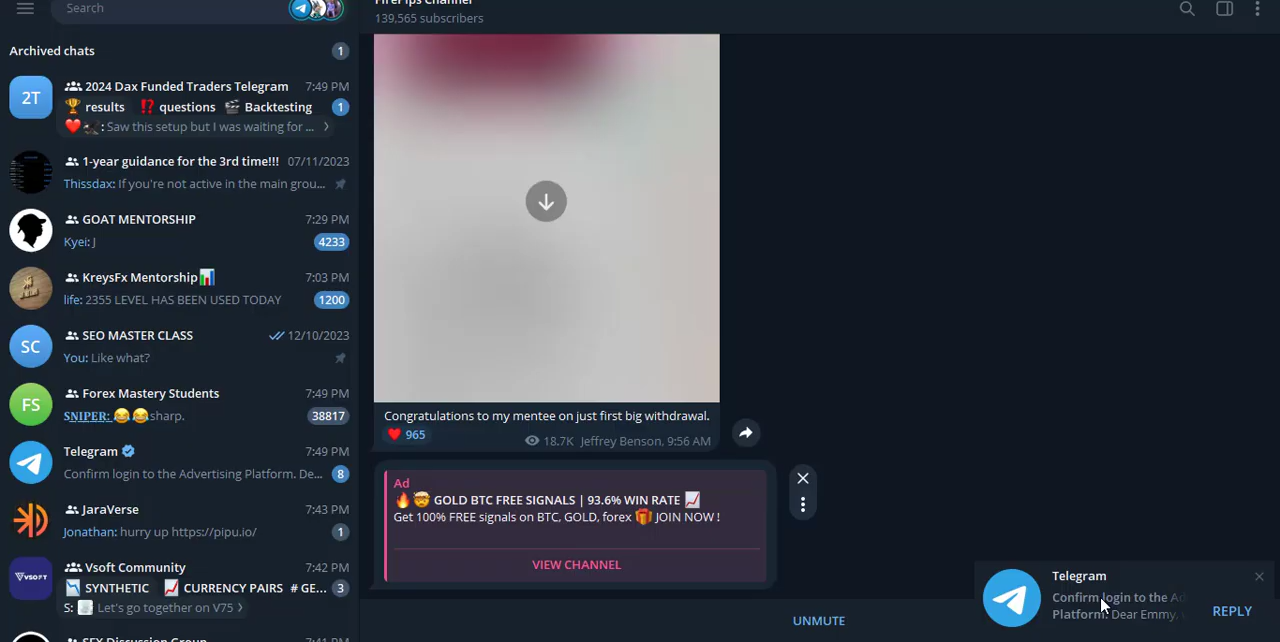 Search
Archived chats
1
2T
2024 Dax Funded Traders Telegram
7:49 PM
results questions Backtesting
1
: Saw this setup but I was waiting for ...
1-year guidance for the 3rd time!!!
07/11/2023
Thissdax: If you're not active in the main grou...
GOAT MENTORSHIP
7:29 PM
Kyei: J
4233
KreysFx Mentorship
7:03 PM
life: 2355 LEVEL HAS BEEN USED TODAY
1200
SC
SEO MASTER CLASS
12/10/2023
You: Like what?
FS
Forex Mastery Students
7:49 PM
SNIPER: 😂😂sharp.
38817
Telegram
7:49 PM
Confirm login to the Advertising Platform. De...
8
JaraVerse
7:43 PM
Jonathan: hurry up https://pipu.io/
1
VSOFT
Vsoft Community
7:42 PM
SYNTHETIC CURRENCY PAIRS # GE...
3
S: Let's go together on V75
139,565 subscribers
Congratulations to my mentee on just first big withdrawal.
965
18.7K Jeffrey Benson, 9:56 AM
Ad
🔥🤯 GOLD BTC FREE SIGNALS | 93.6% WIN RATE 📈
Get 100% FREE signals on BTC, GOLD, forex 🎁 JOIN NOW !
VIEW CHANNEL
UNMUTE
Telegram
Confirm login to the Ad
Platform: Dear Emmy,
REPLY